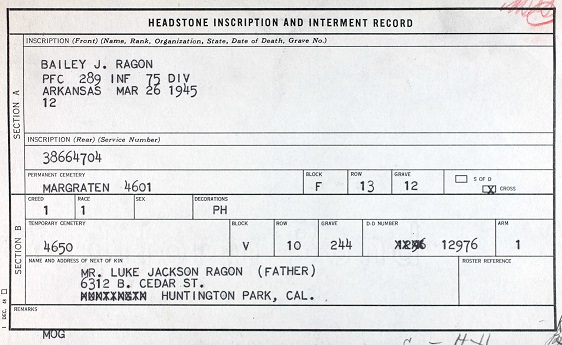 HEADSTONE INSCRIPTION AND INTERMENT RECORD
SECTION A
INSCRIPTION (Front) (Name, Rank, Organization, State, Date of Death, Grave No.)
BAILEY J. RAGON
PFC 289 INF 75 DIV
ARKANSAS MAR 26 1945
12
INSCRIPTION (Rear) (Service Number)
38664704
PERMANENT CEMETERY BLOCK ROW GRAVE
MARGRATEN 4601 F 13 12
S OF D
X CROSS
SECTION B
CREED RACE SEX DECORATIONS
1 1 PH
TEMPORARY CEMETERY BLOCK ROW GRAVE D-D NUMBER ARM
4650 V 10 244 12976 1
NAME AND ADDRESS OF NEXT OF KIN ROSTER REFERENCE
MR. LUKE JACKSON RAGON (FATHER)
6312 B. CEDAR ST.
HUNTINGTON PARK, CAL.
1 DEC. 48
REMARKS
MOG